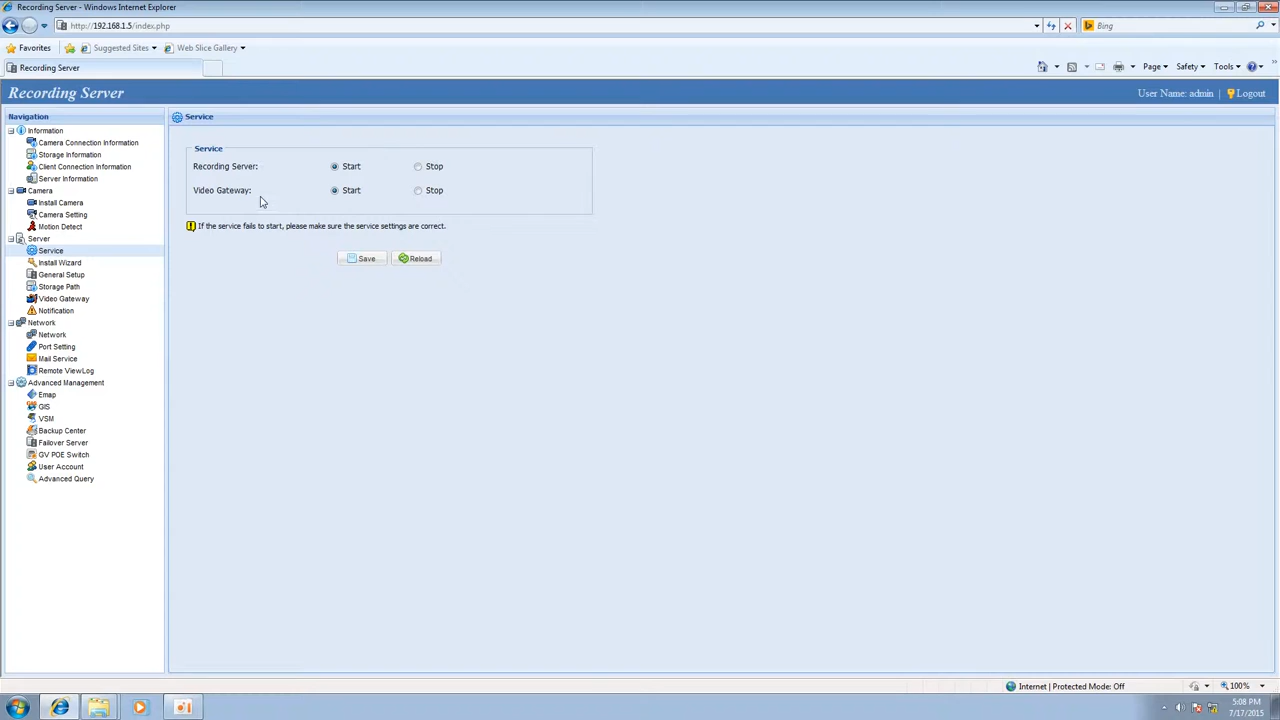 Recording Server - Windows Internet Explorer
http://192.168.1.5/index.php
Bing
Favorites
Suggested Sites
Web Slice Gallery
Recording Server
Page
Safety
Tools
Recording Server
User Name: admin | Logout
Navigation
Service
Information
Camera Connection Information
Storage Information
Client Connection Information
Server Information
Camera
Install Camera
Camera Setting
Motion Detect
Server
Service
Install Wizard
General Setup
Storage Path
Video Gateway
Notification
Network
Network
Port Setting
Mail Service
Remote ViewLog
Advanced Management
Emap
GIS
VSM
Backup Center
Failover Server
GV POE Switch
User Account
Advanced Query
Service
Recording Server: Start Stop
Video Gateway: Start Stop
If the service fails to start, please make sure the service settings are correct.
Save Reload
Internet | Protected Mode: Off
100%
5:08 PM
7/17/2015